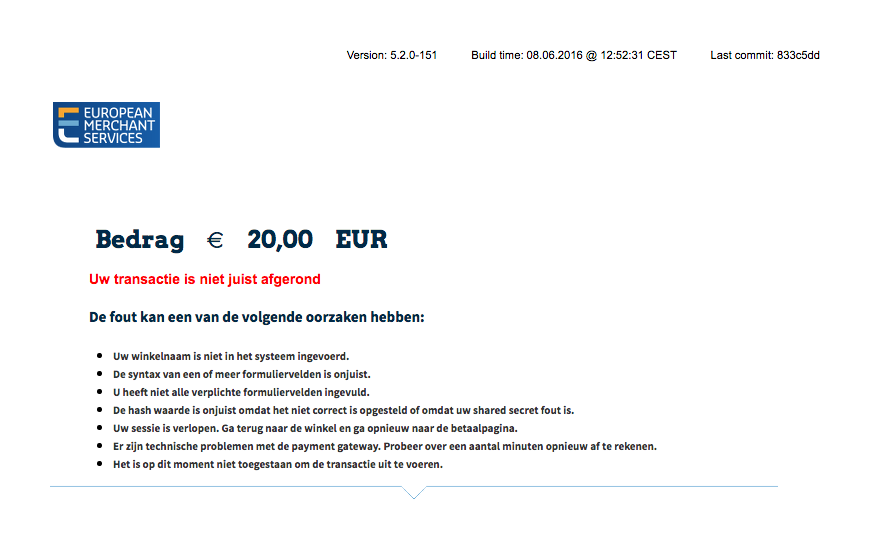 Version: 5.2.0-151 Build time: 08.06.2016 @ 12:52:31 CEST Last commit: 833c5dd
EUROPEAN
MERCHANT
SERVICES
Bedrag € 20,00 EUR
Uw transactie is niet juist afgerond
De fout kan een van de volgende oorzaken hebben:
Uw winkelnaam is niet in het systeem ingevoerd.
De syntax van een of meer formuliervelden is onjuist.
U heeft niet alle verplichte formuliervelden ingevuld.
De hash waarde is onjuist omdat het niet correct is opgesteld of omdat uw shared secret fout is.
Uw sessie is verlopen. Ga terug naar de winkel en ga opnieuw naar de betaalpagina.
Er zijn technische problemen met de payment gateway. Probeer over een aantal minuten opnieuw af te rekenen.
Het is op dit moment niet toegestaan om de transactie uit te voeren.